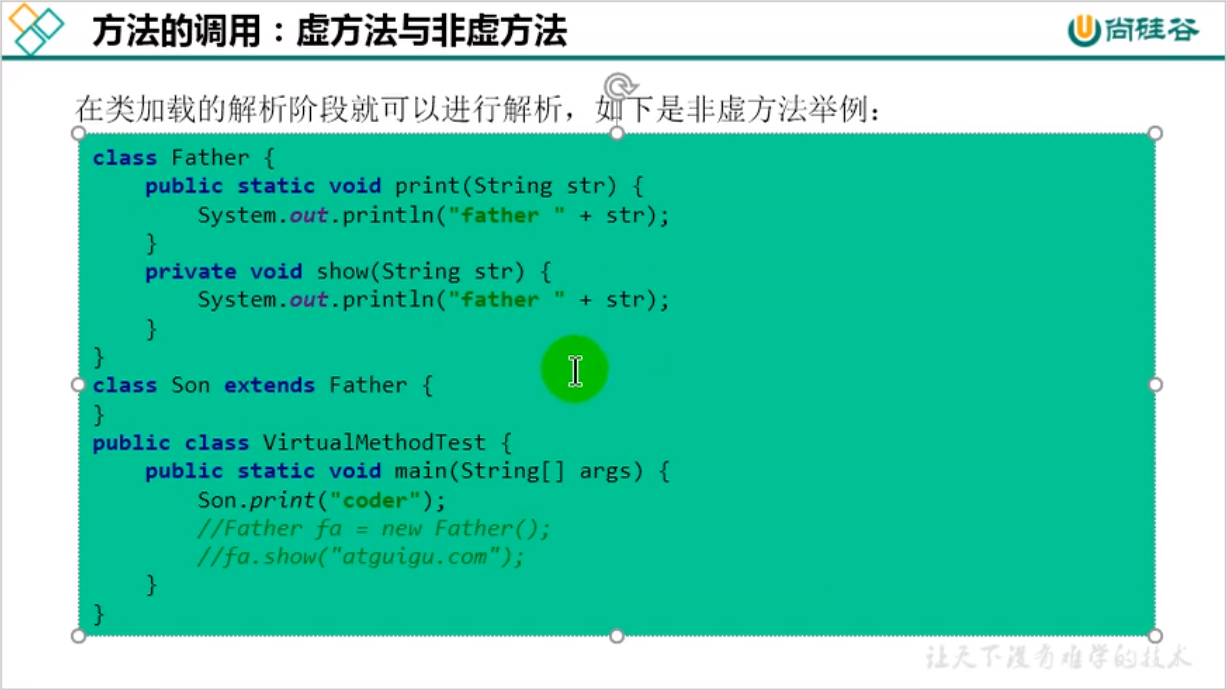 方法的调用：虚方法与非虚方法
尚硅谷
在类加载的解析阶段就可以进行解析，如下是非虚方法举例：
class Father {
    public static void print(String str) {
        System.out.println("father " + str);
    }
    private void show(String str) {
        System.out.println("father " + str);
    }
}
class Son extends Father {
}
public class VirtualMethodTest {
    public static void main(String[] args) {
        Son.print("coder");
        //Father fa = new Father();
        //fa.show("atguigu.com");
    }
}
让天下没有难学的技术